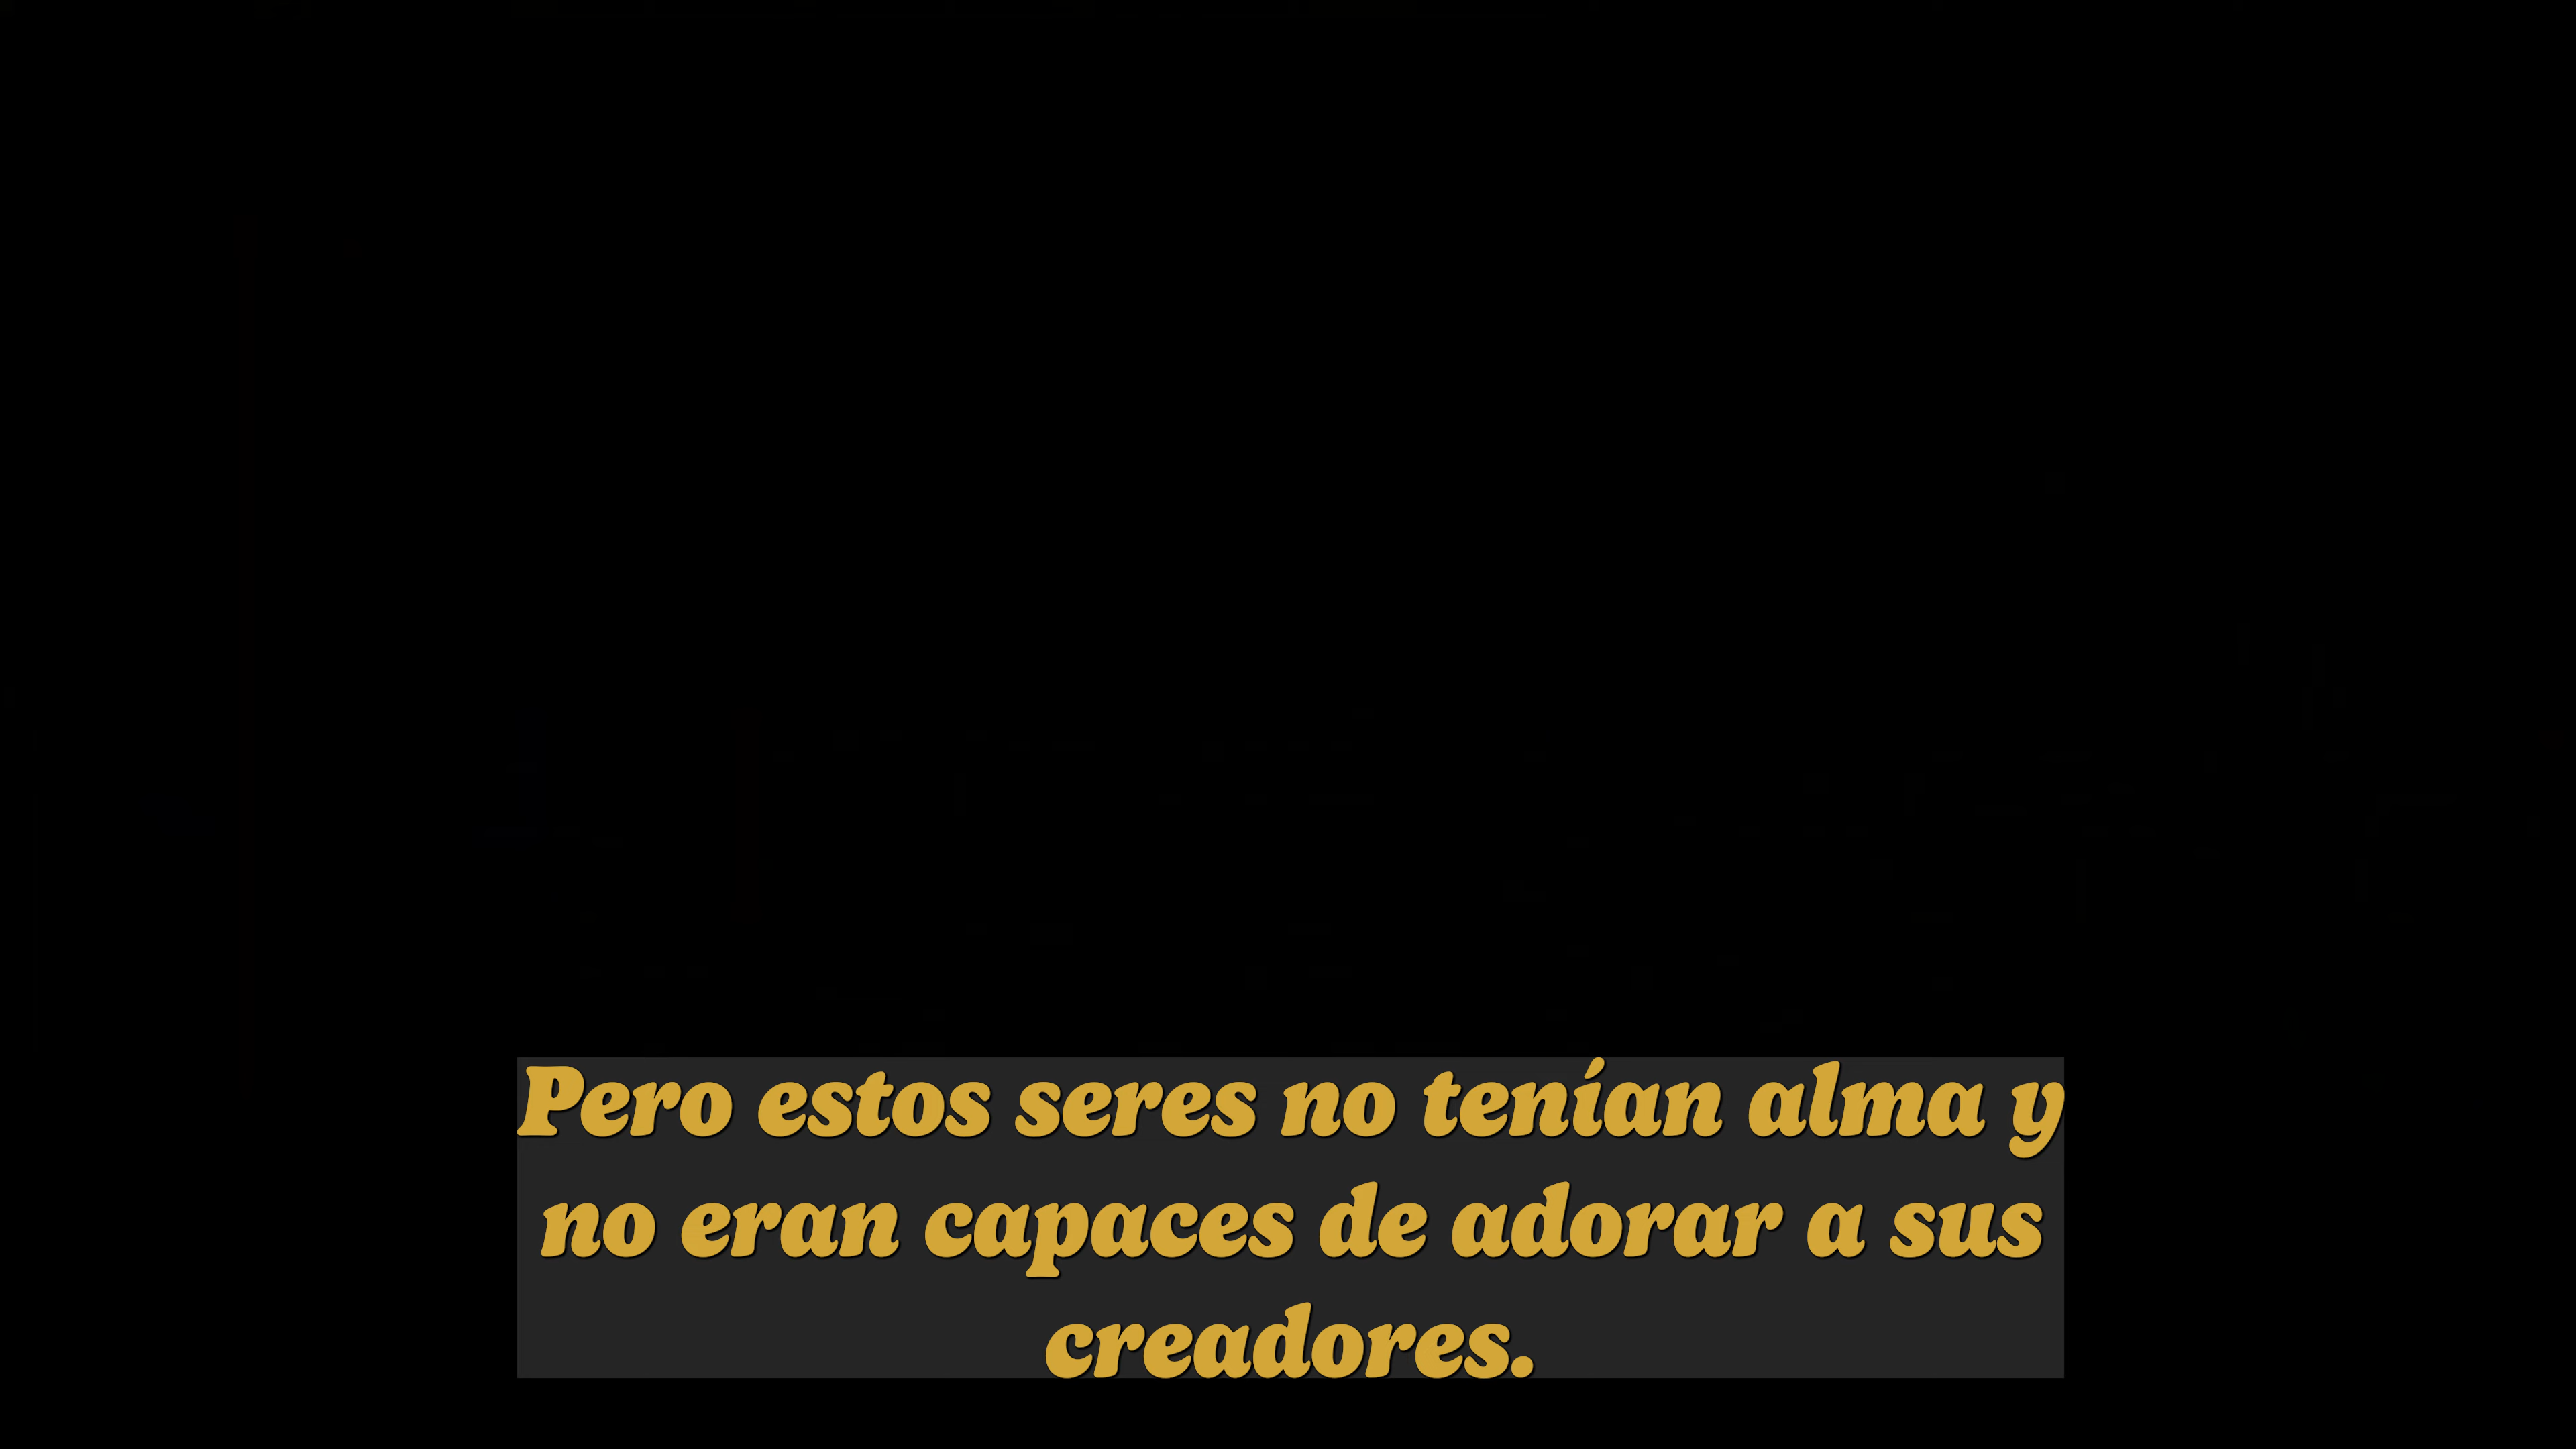 Pero estos seres no tenían alma y
no eran capaces de adorar a sus
creadores.